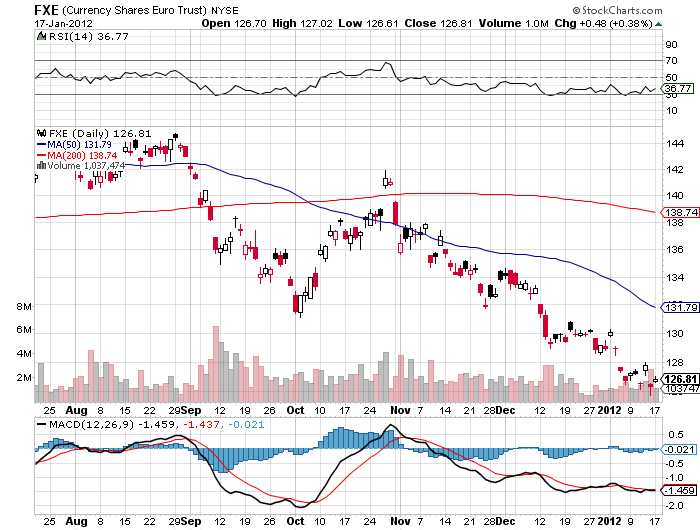 FXE (Currency Shares Euro Trust) NYSE
© StockCharts.com
17-Jan-2012 Open 126.70 High 127.02 Low 126.61 Close 126.81 Volume 1.0M Chg +0.48 (+0.38%)
RSI(14) 36.77
90
70
50
36.77
30
10
FXE (Daily) 126.81
MA(50) 131.79
MA(200) 138.74
Volume 1,037,474
144
142
140
138.74
138
136
134
131.79
130
128
126.81
103747
8M
6M
4M
2M
25 Aug 8 15 22 29 Sep 12 19 26 Oct 10 17 24 Nov 7 14 21 28 Dec 12 19 27 2012 9 17
MACD(12,26,9) -1.459, -1.437, -0.021
0.5
-0.021
-0.5
-1.0
-1.459
-2.0
25 Aug 8 15 22 29 Sep 12 19 26 Oct 10 17 24 Nov 7 14 21 28 Dec 12 19 27 2012 9 17